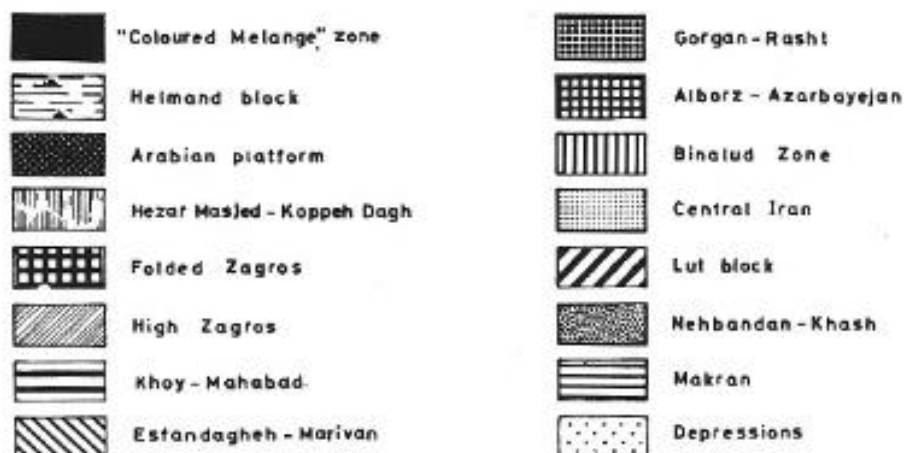 "Coloured Melange," zone
Helmand block
Arabian platform
Hezar Masjed - Koppeh Dagh
Folded Zagros
High Zagros
Khoy - Mahabad
Esfandagheh - Marivan
Gorgan - Rasht
Alborz - Azarbayejan
Binalud Zone
Central Iran
Lut block
Nehbandan - Khash
Makran
Depressions